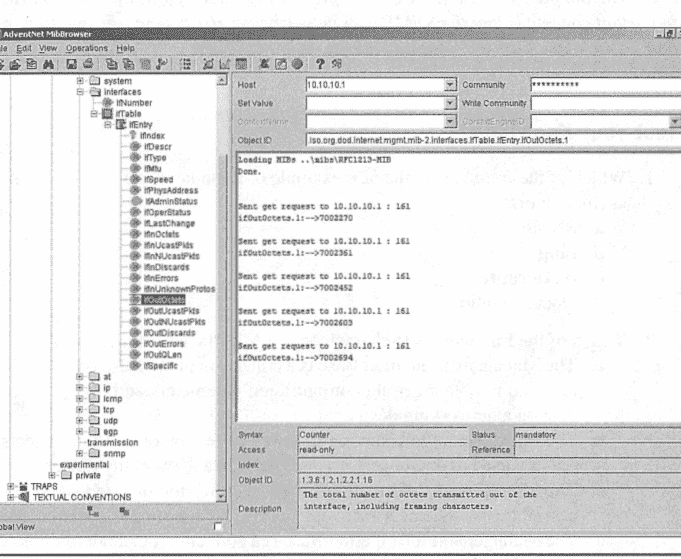 AdventNet MibBrowser
Edit View Operations Help
system
interfaces
ifNumber
ifTable
ifEntry
ifIndex
ifDescr
ifType
ifMtu
ifSpeed
ifPhysAddress
ifAdminStatus
ifOperStatus
ifLastChange
ifInOctets
ifInUcastPkts
ifInNUcastPkts
ifInDiscards
ifInErrors
ifInUnknownProtos
ifOutOctets
ifOutUcastPkts
ifOutNUcastPkts
ifOutDiscards
ifOutErrors
ifOutQLen
ifSpecific
at
ip
icmp
tcp
udp
egp
transmission
snmp
experimental
private
TRAPS
TEXTUAL CONVENTIONS
obal View
Host 10.10.10.1 Community **********
Set Value Write Community
Object ID .iso.org.dod.internet.mgmt.mib-2.interfaces.ifTable.ifEntry.ifOutOctets.1
Loading MIBs ..\mibs\RFC1213-MIB
Done.
Sent get request to 10.10.10.1 : 161
ifOutOctets.1:-->7002270
Sent get request to 10.10.10.1 : 161
ifOutOctets.1:-->7002361
Sent get request to 10.10.10.1 : 161
ifOutOctets.1:-->7002452
Sent get request to 10.10.10.1 : 161
ifOutOctets.1:-->7002603
Sent get request to 10.10.10.1 : 161
ifOutOctets.1:-->7002694
Syntax Counter Status mandatory
Access read-only Reference
Index
Object ID .1.3.6.1.2.1.2.2.1.16
Description The total number of octets transmitted out of the
interface, including framing characters.